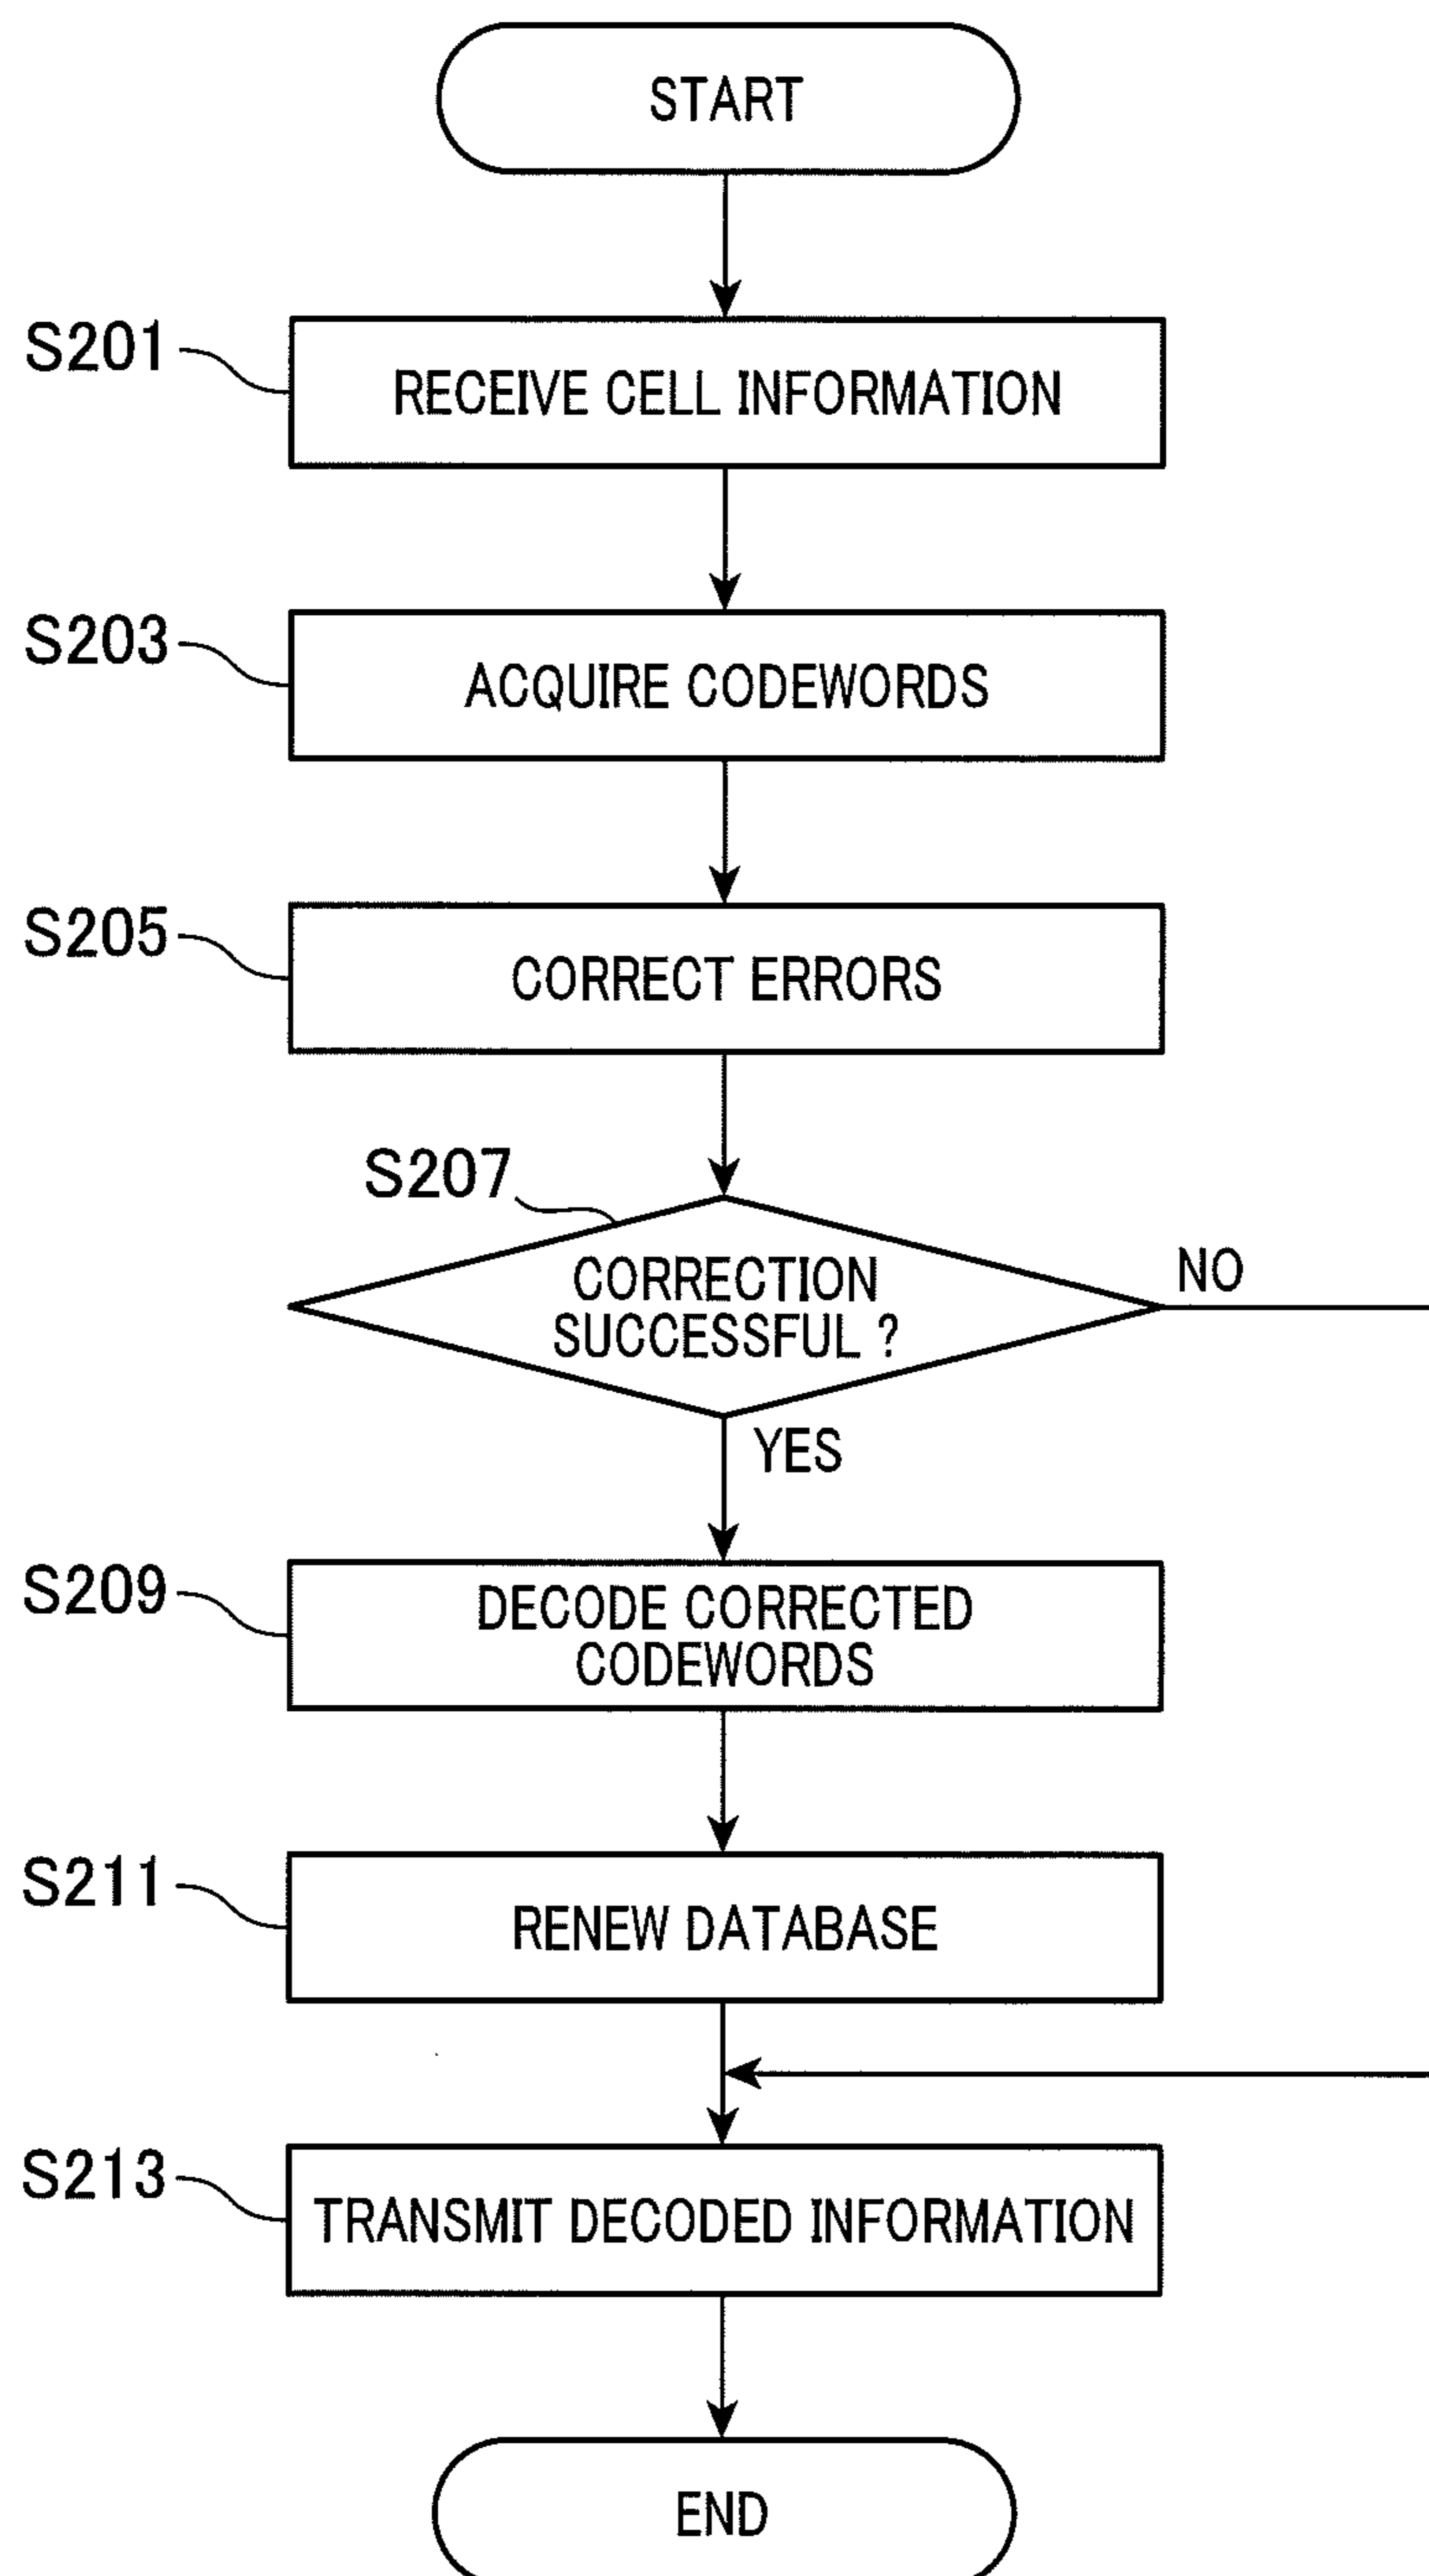 START
S201
RECEIVE CELL INFORMATION
S203
ACQUIRE CODEWORDS
S205
CORRECT ERRORS
S207
CORRECTION
SUCCESSFUL ?
NO
YES
S209
DECODE CORRECTED
CODEWORDS
S211
RENEW DATABASE
S213
TRANSMIT DECODED INFORMATION
END